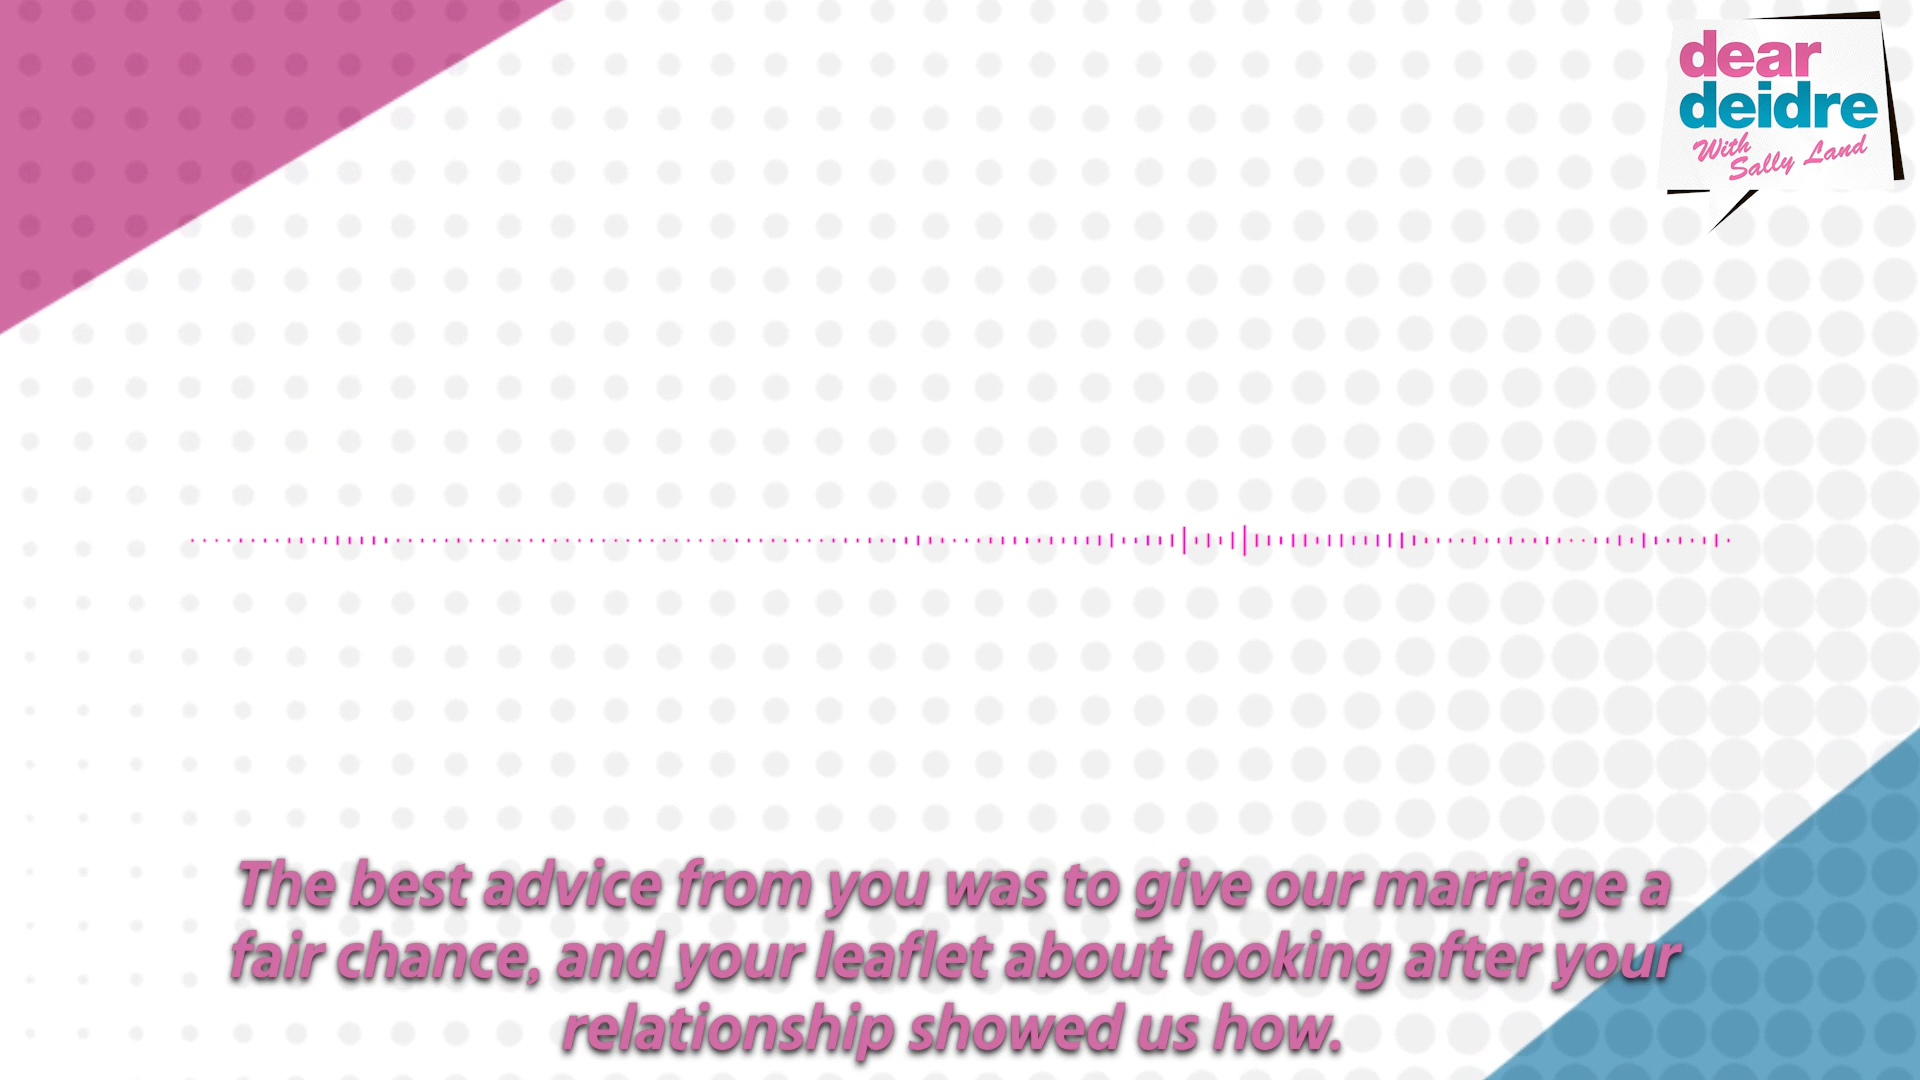 dear
deidre
With
Sally Land
The best advice from you was to give our marriage a
fair chance, and your leaflet about looking after your
relationship showed us how.